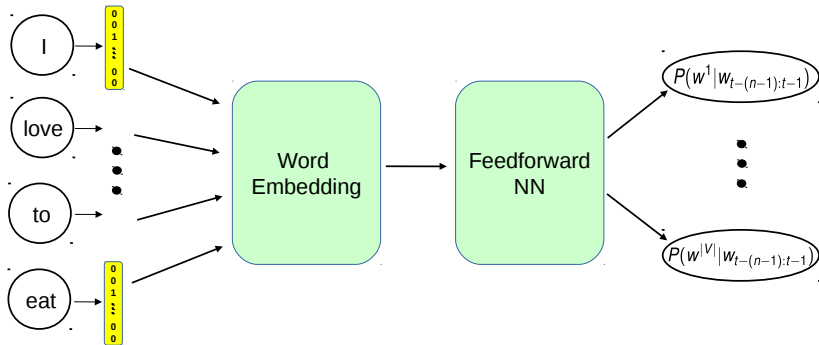 I
0
0
1
⋮
0
0
love
to
eat
0
0
1
⋮
0
0
Word
Embedding
Feedforward
NN
P(w¹|w_{t−(n−1):t−1})
P(w^{|V|}|w_{t−(n−1):t−1})